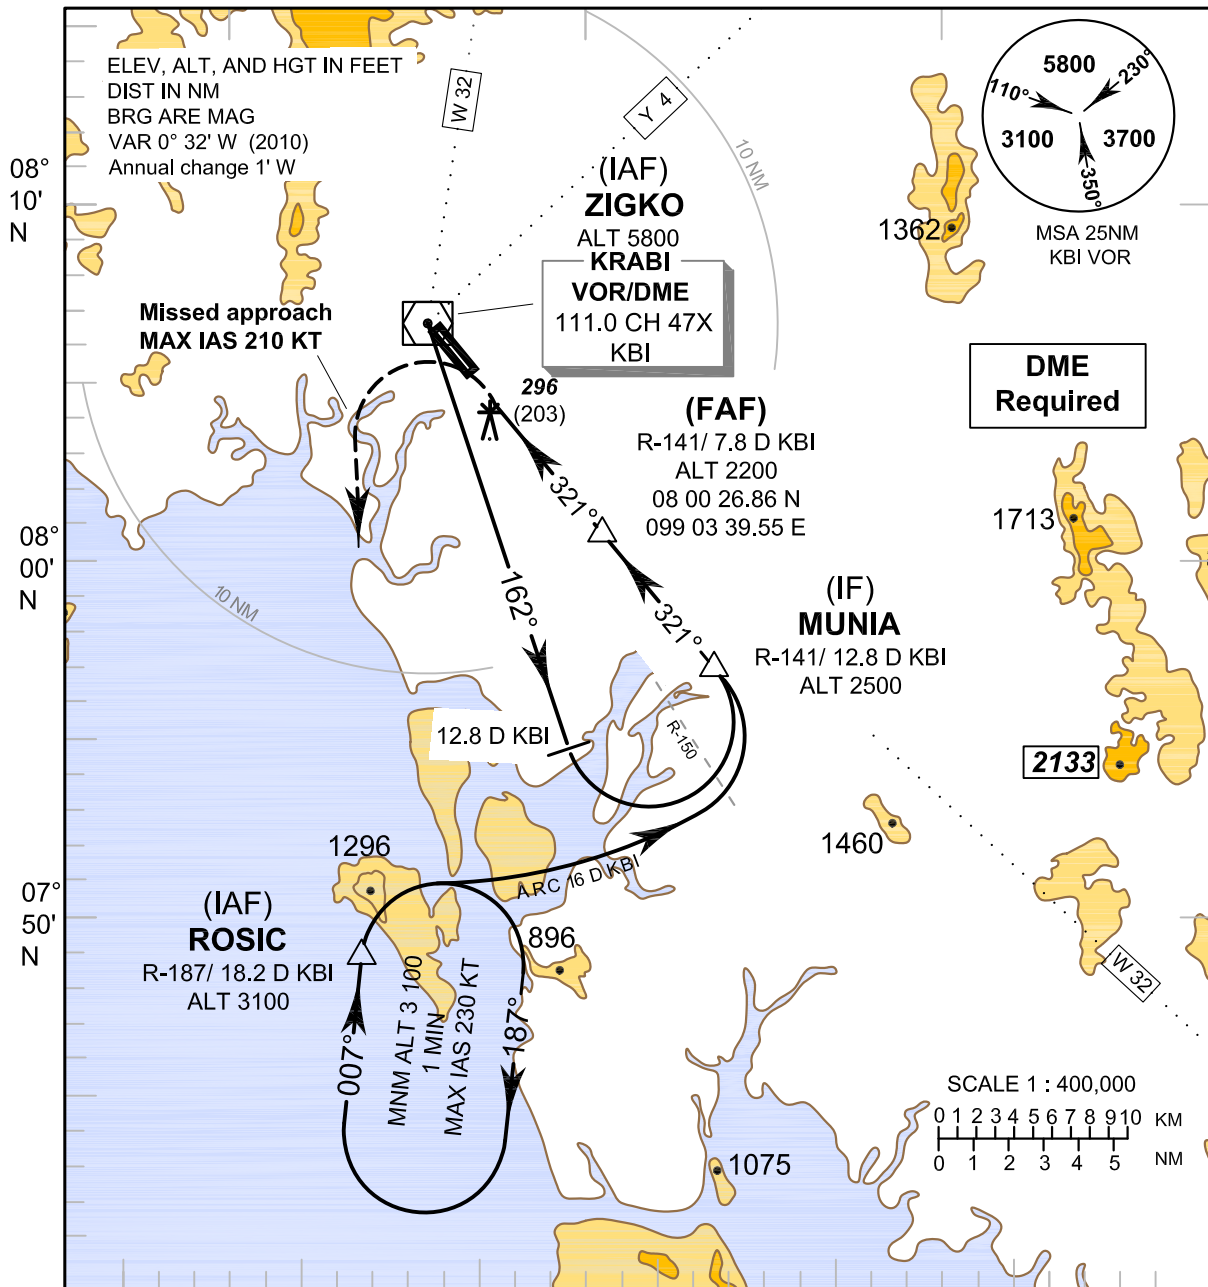 ELEV, ALT, AND HGT IN FEET
DIST IN NM
BRG ARE MAG
VAR 0° 32' W (2010)
Annual change 1' W
W 32
Y 4
10 NM
5800
110°
230°
3100
3700
350°
MSA 25NM
KBI VOR
08°
10'
N
(IAF)
ZIGKO
ALT 5800
KRABI
VOR/DME
111.0 CH 47X
KBI
1362
Missed approach
MAX IAS 210 KT
DME
Required
296
(203)
(FAF)
R-141/ 7.8 D KBI
ALT 2200
08 00 26.86 N
099 03 39.55 E
321°
1713
08°
00'
N
10 NM
162°
321°
(IF)
MUNIA
R-141/ 12.8 D KBI
ALT 2500
12.8 D KBI
R-150
2133
1460
1296
ARC 16 D KBI
07°
50'
N
(IAF)
ROSIC
R-187/ 18.2 D KBI
ALT 3100
896
W 32
007°
MNM ALT 3 100
1 MIN
MAX IAS 230 KT
187°
SCALE 1 : 400,000
0 1 2 3 4 5 6 7 8 9 10 KM
0 1 2 3 4 5 NM
1075